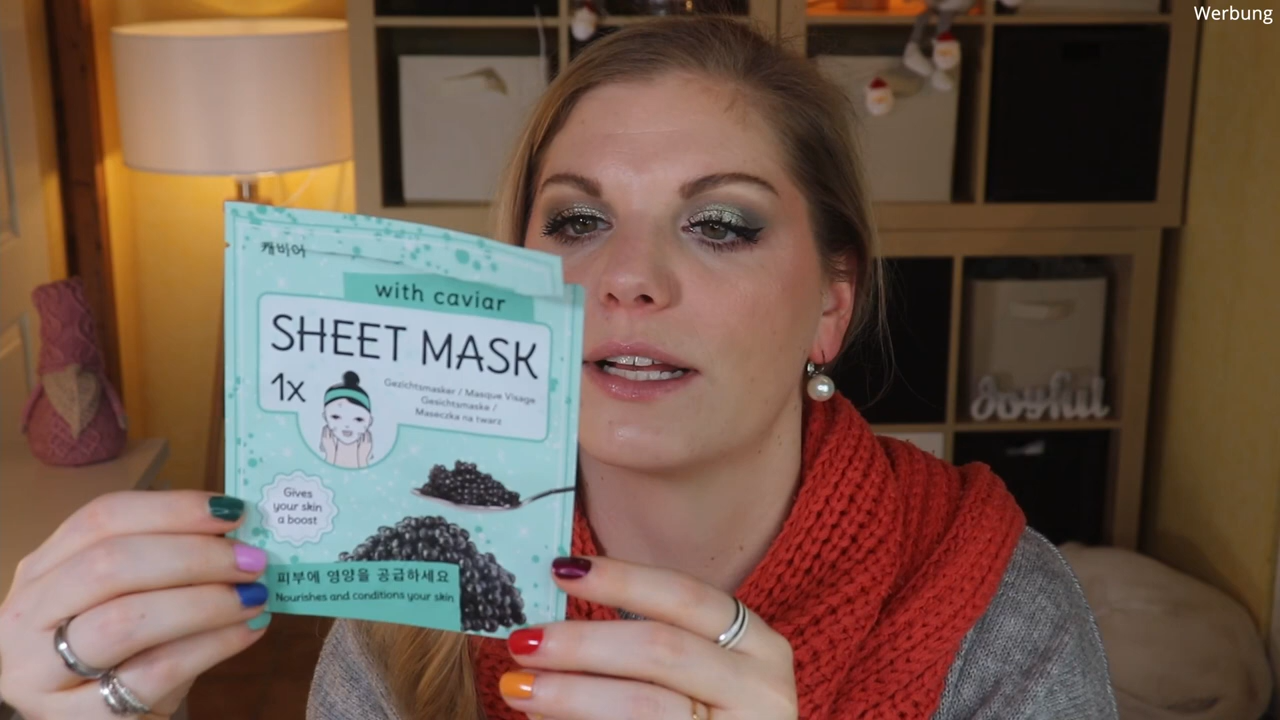 Werbung
캐비어
with caviar
SHEET MASK
1x
Gezichtsmasker / Masque Visage
Gesichtsmaske /
Maseczka na twarz
Gives
your skin
a boost
피부에 영양을 공급하세요
Nourishes and conditions your skin
Joyful